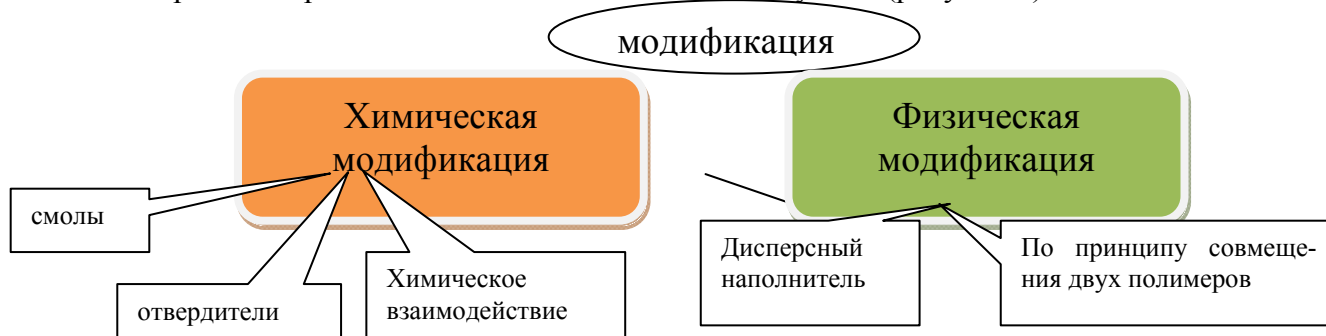 модификация
Химическая
модификация
Физическая
модификация
смолы
отвердители
Химическое
взаимодействие
Дисперсный
наполнитель
По принципу совмеще-
ния двух полимеров